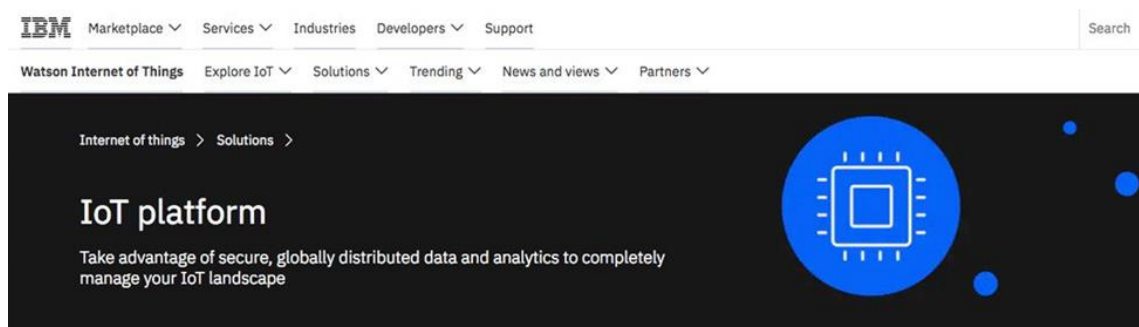 IBM Marketplace Services Industries Developers Support Search
Watson Internet of Things Explore IoT Solutions Trending News and views Partners
Internet of things > Solutions >
IoT platform
Take advantage of secure, globally distributed data and analytics to completely
manage your IoT landscape